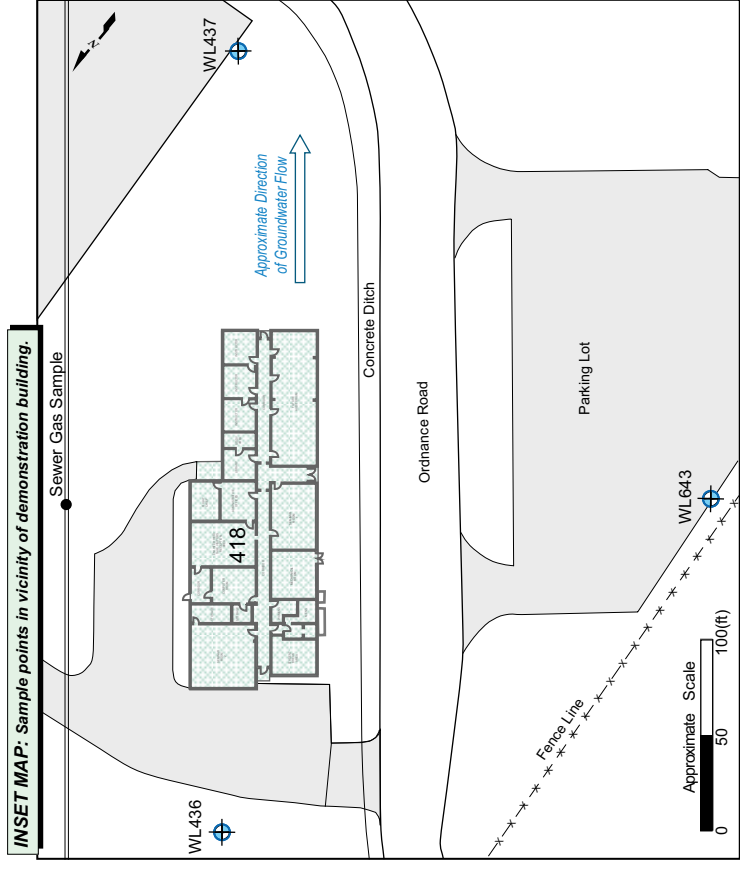 INSET MAP: Sample points in vicinity of demonstration building.
N
Sewer Gas Sample
WL437
Approximate Direction
of Groundwater Flow
418
Concrete Ditch
Ordnance Road
WL436
Parking Lot
WL643
Fence Line
Approximate Scale
0
50
100(ft)